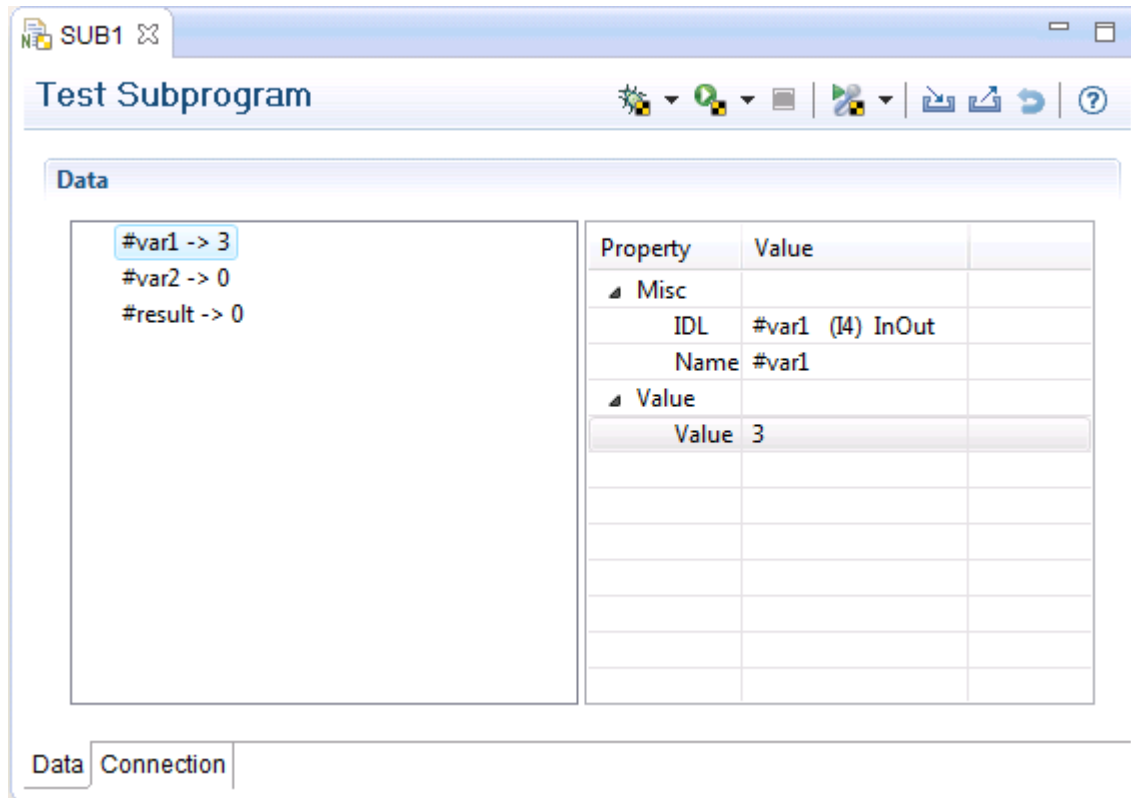 SUB1
Test Subprogram
Data
#var1 -> 3
#var2 -> 0
#result -> 0
Property Value
Misc
IDL #var1 (I4) InOut
Name #var1
Value
Value 3
Data Connection